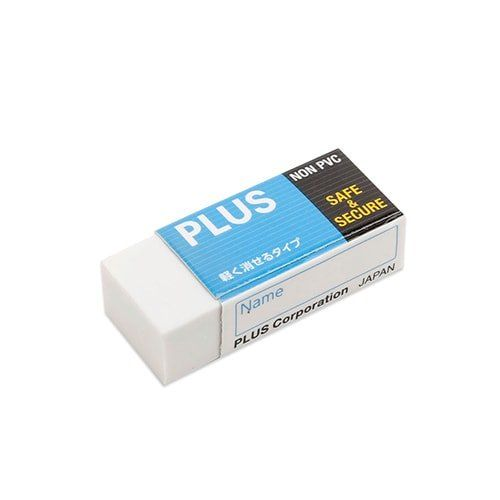 PLUS
軽く消せるタイプ
NON PVC
SAFE
&
SECURE
Name
PLUS Corporation JAPAN